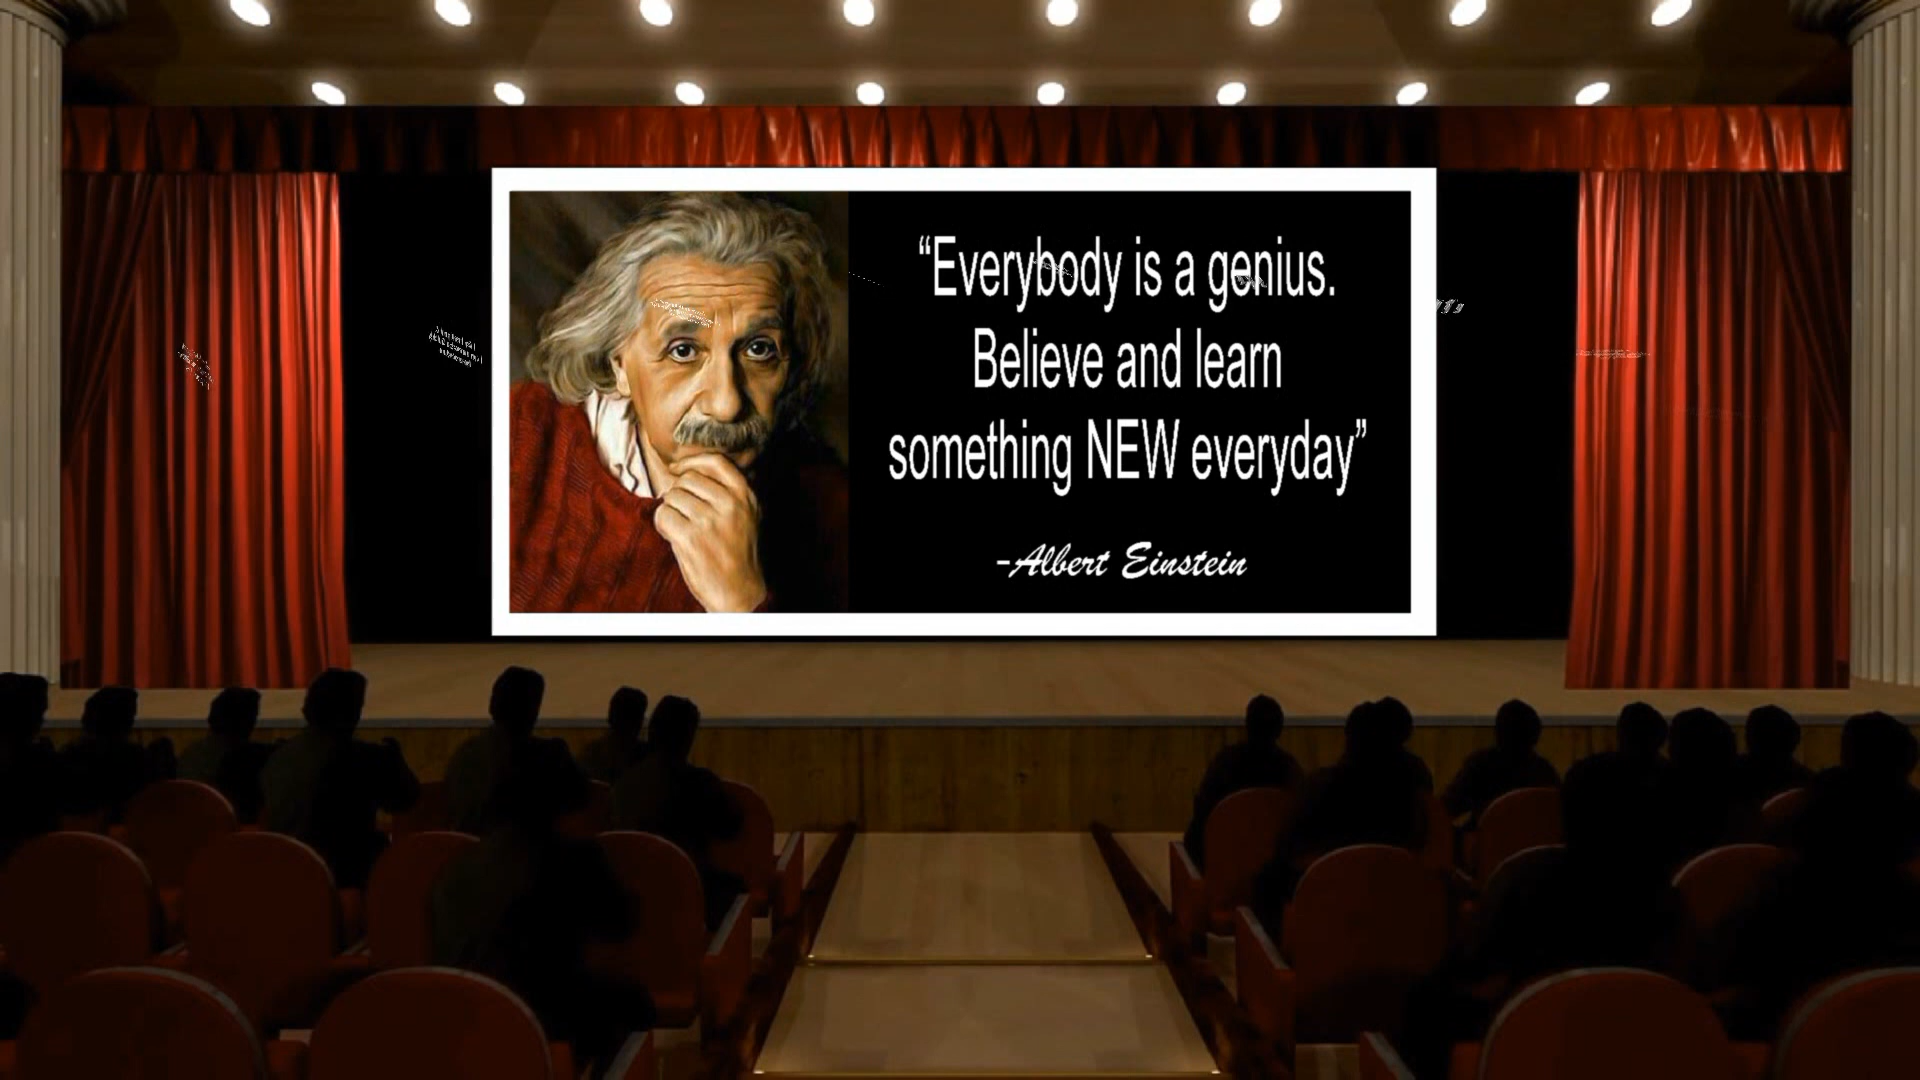 “Everybody is a genius.
Believe and learn
something NEW everyday”
-Albert Einstein